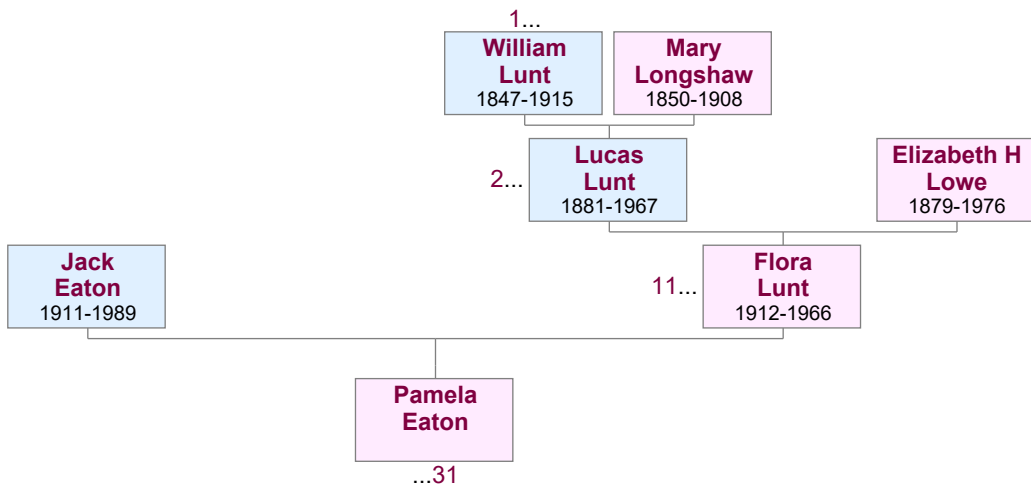 1...
William
Lunt
1847-1915
Mary
Longshaw
1850-1908
2...
Lucas
Lunt
1881-1967
Elizabeth H
Lowe
1879-1976
Jack
Eaton
1911-1989
11...
Flora
Lunt
1912-1966
Pamela
Eaton
...31